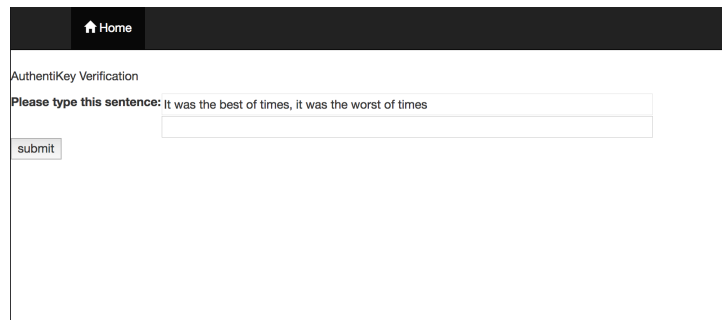 Home
AuthentiKey Verification
Please type this sentence: It was the best of times, it was the worst of times
submit